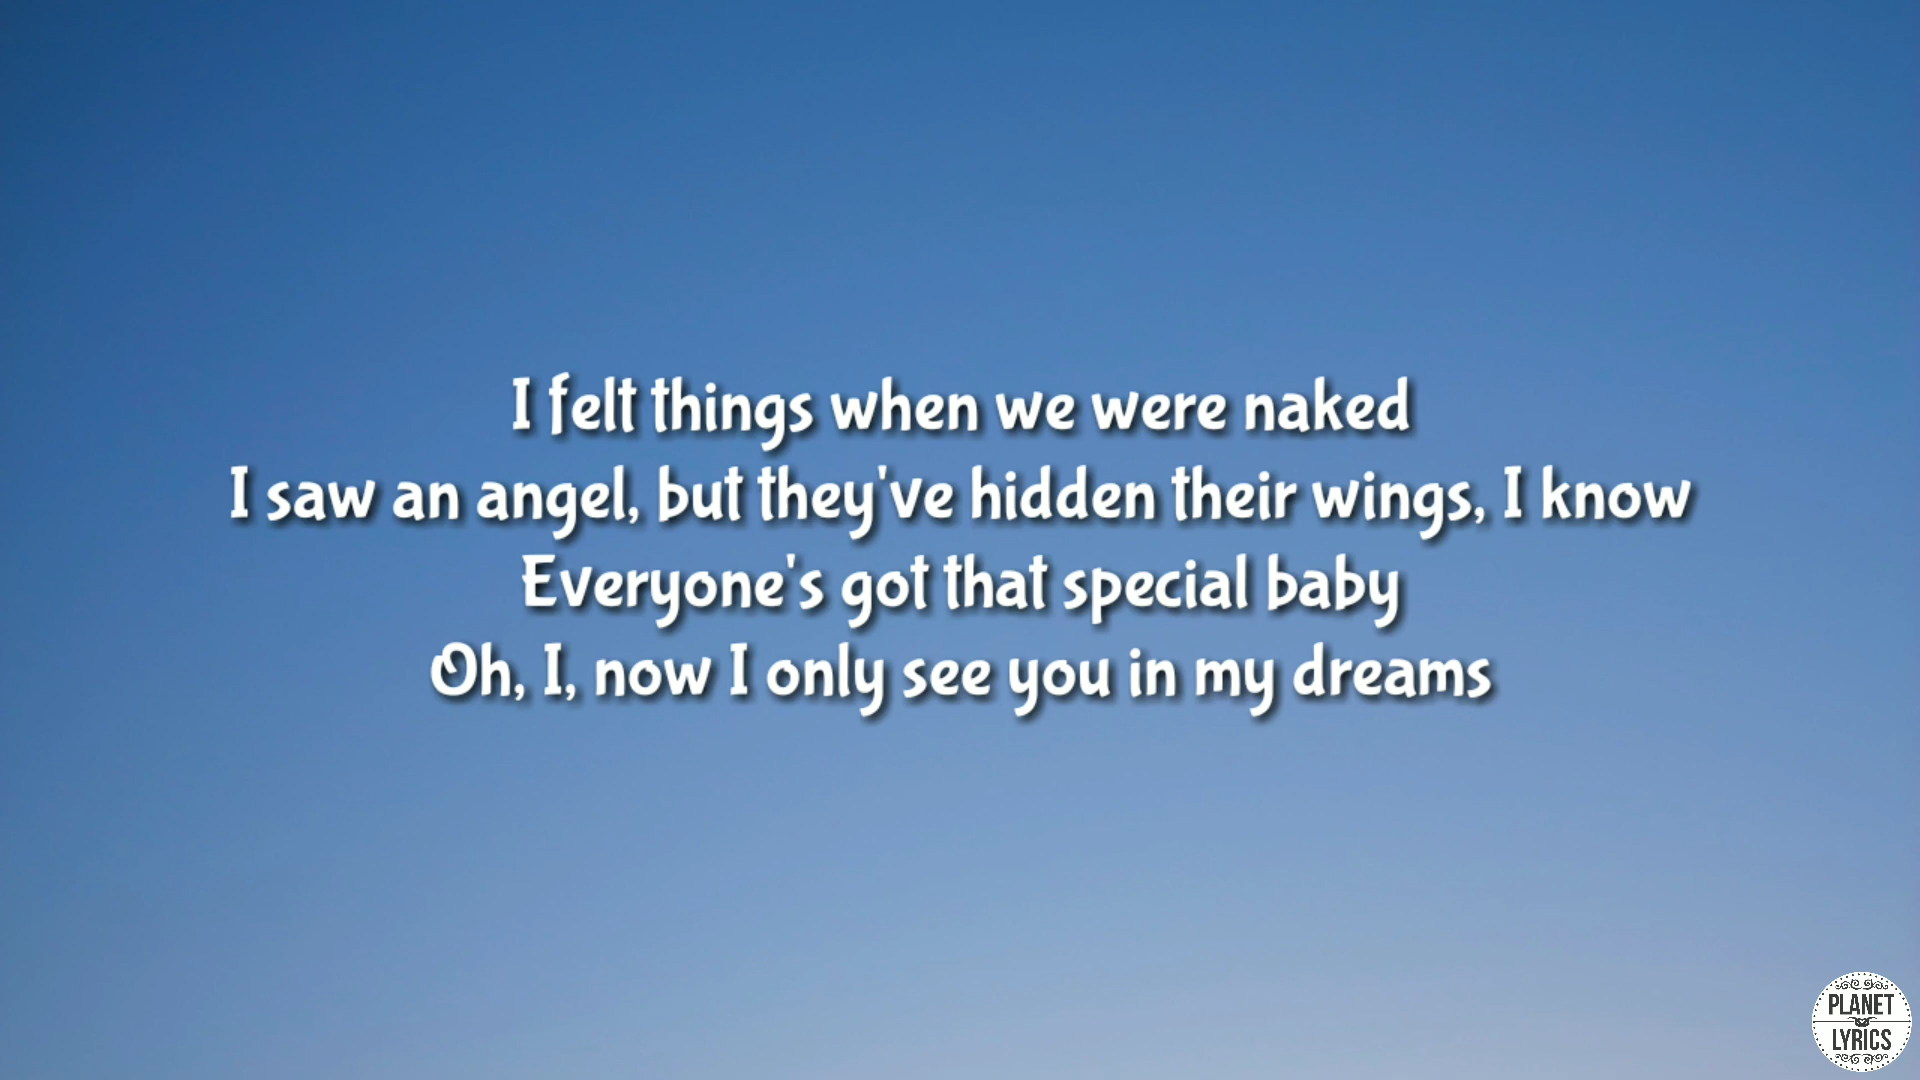 I felt things when we were naked
I saw an angel, but they've hidden their wings, I know
Everyone's got that special baby
Oh, I, now I only see you in my dreams
PLANET
LYRICS